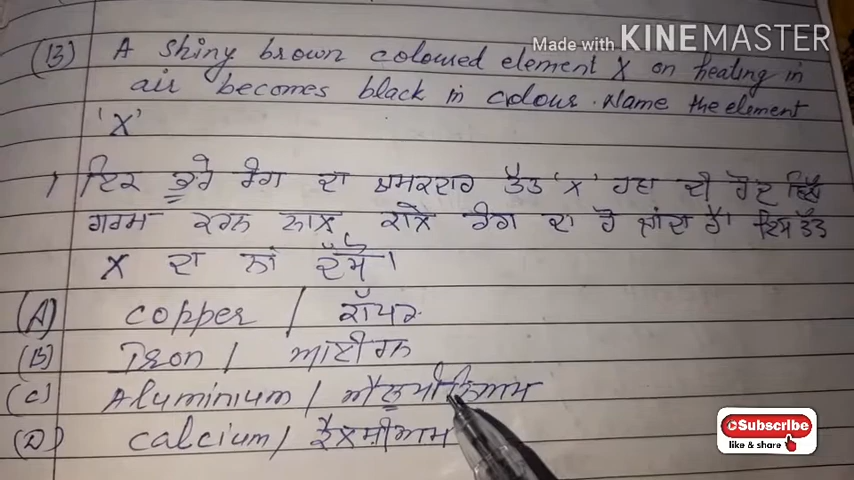 Made with KINEMASTER
(13) A shiny brown coloured element X on heating in
air becomes black in colour. Name the element
'X'
ਇਕ ਭੂਰੇ ਰੰਗ ਦਾ ਚਮਕਦਾਰ ਤੱਤ 'X' ਹਵਾ ਦੀ ਹੋਂਦ ਵਿੱਚ
ਗਰਮ ਕਰਨ ਨਾਲ ਕਾਲੇ ਰੰਗ ਦਾ ਹੋ ਜਾਂਦਾ ਹੈ। ਇਸ ਤੱਤ
X ਦਾ ਨਾਂ ਦੱਸੋ।
(A) copper / ਕਾੱਪਰ
(B) Iron / ਆਈਰਨ
(C) Aluminium / ਐਲੂਮੀਨਿਅਮ
(D) calcium / ਕੈਲਸੀਅਮ
Subscribe
like & share